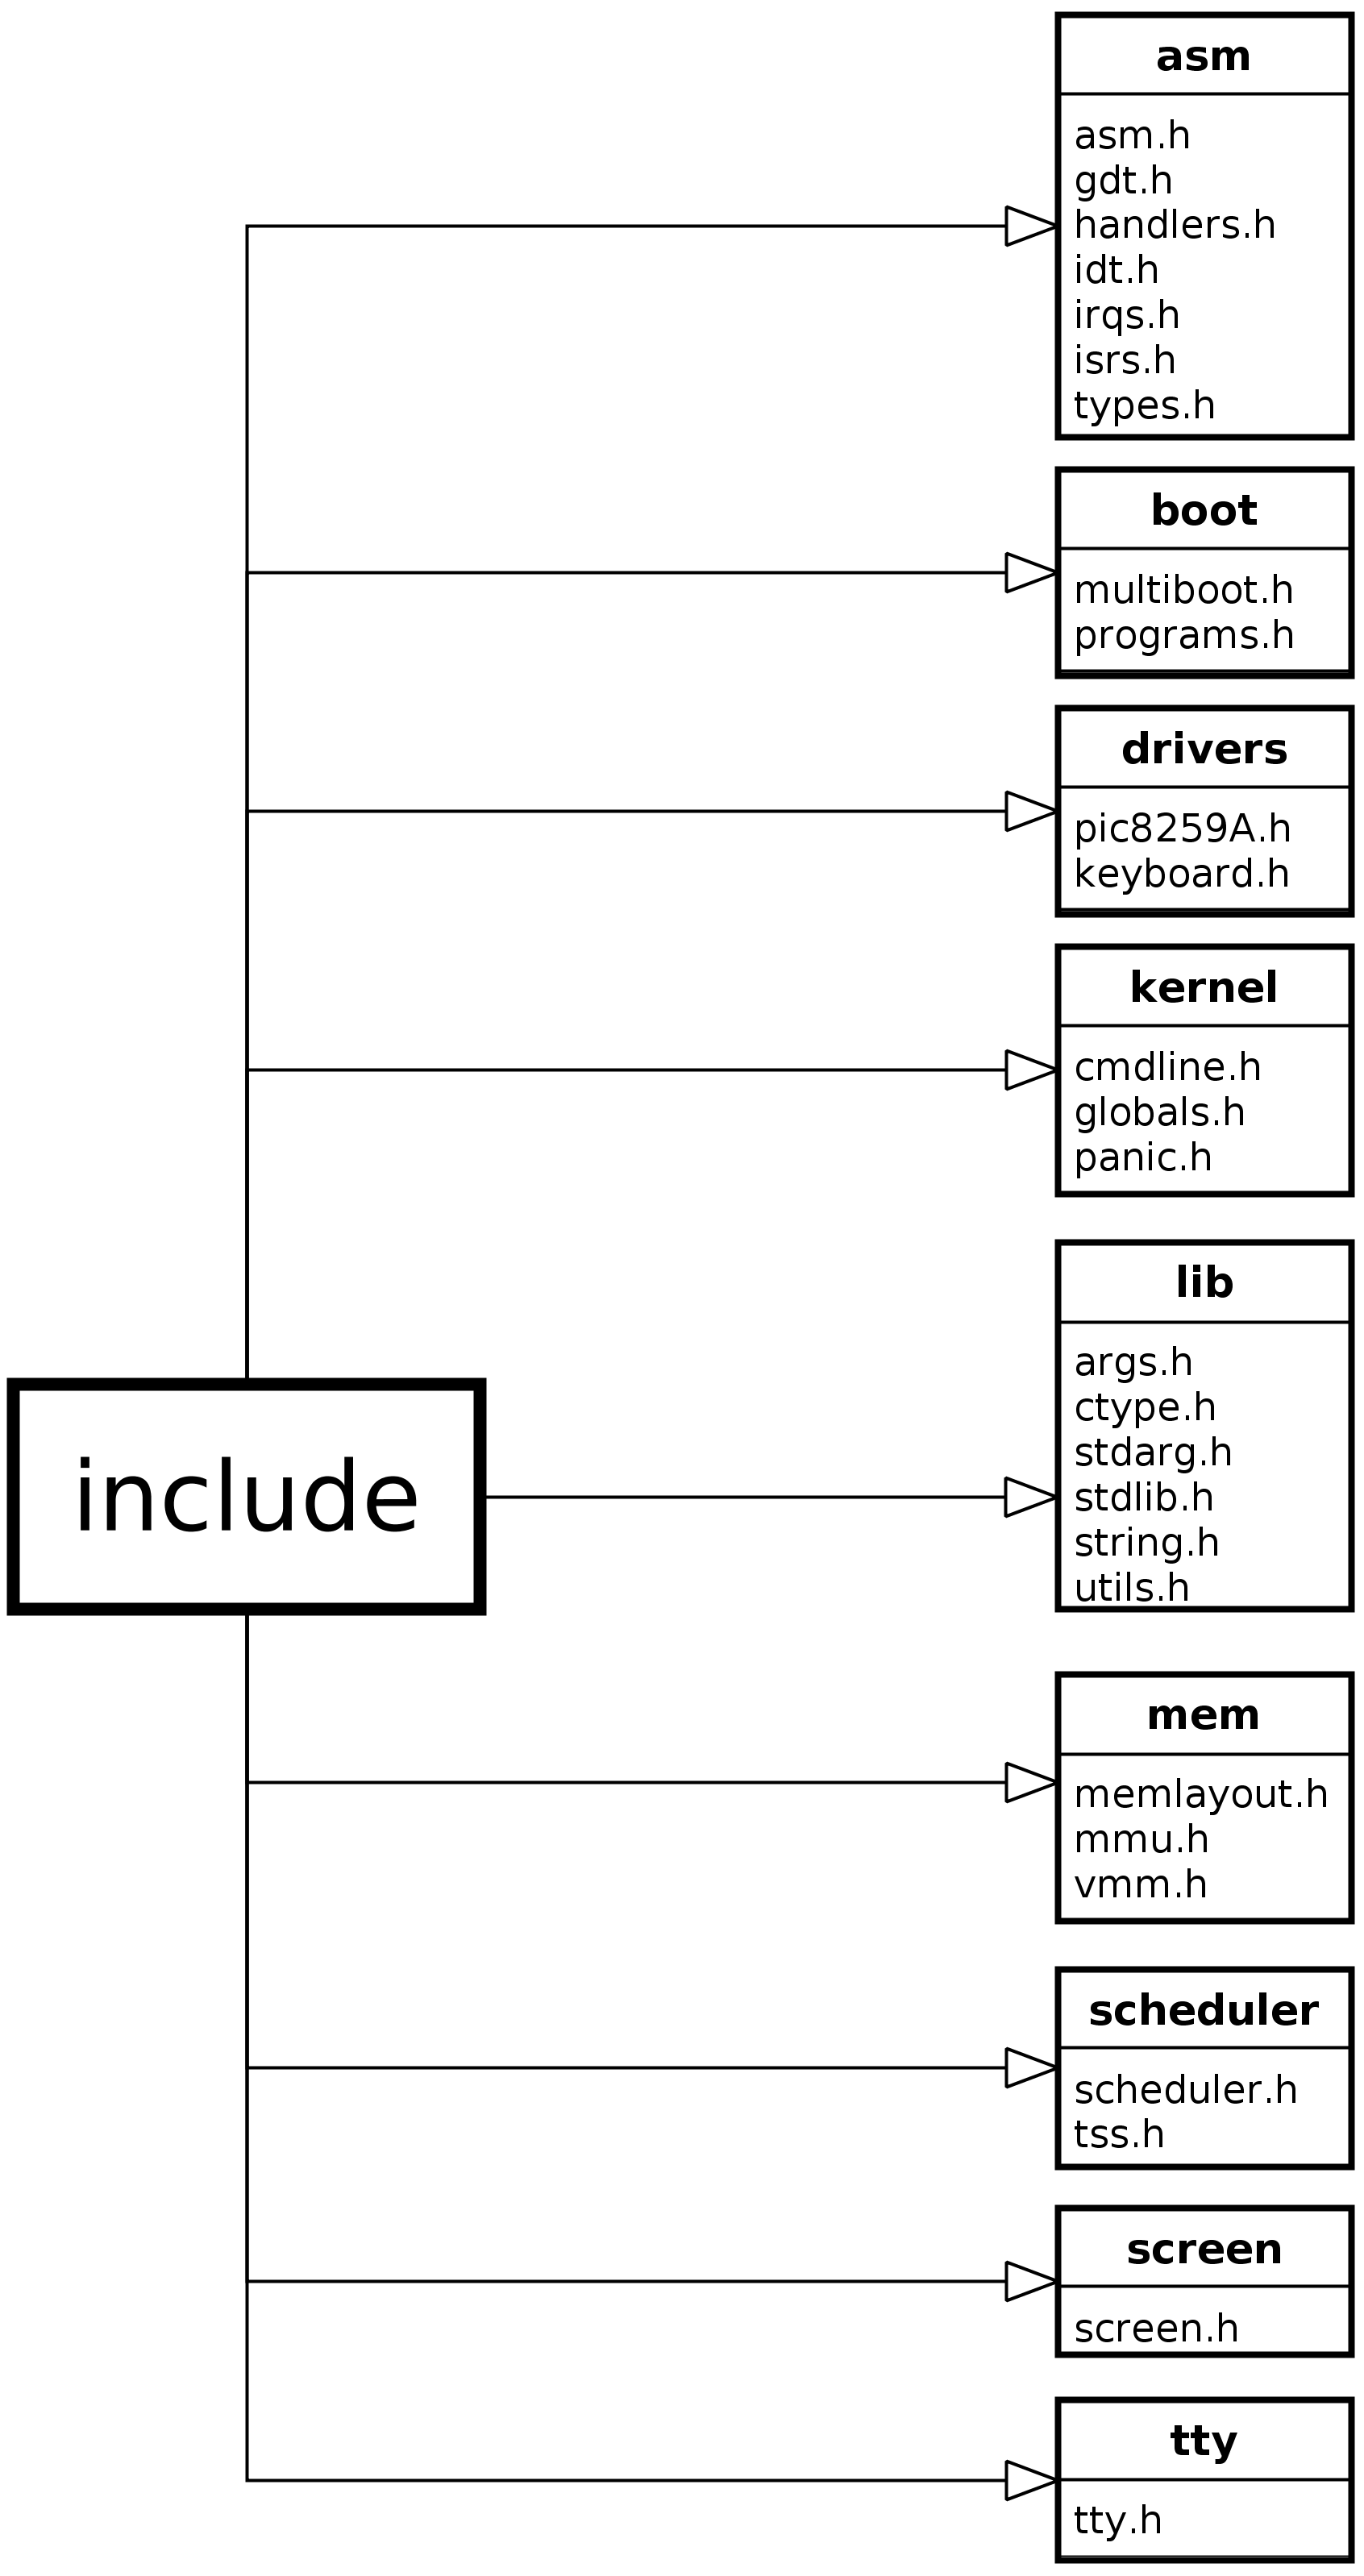 asm
asm.h
gdt.h
handlers.h
idt.h
irqs.h
isrs.h
types.h
boot
multiboot.h
programs.h
drivers
pic8259A.h
keyboard.h
kernel
cmdline.h
globals.h
panic.h
lib
args.h
ctype.h
stdarg.h
stdlib.h
string.h
utils.h
include
mem
memlayout.h
mmu.h
vmm.h
scheduler
scheduler.h
tss.h
screen
screen.h
tty
tty.h